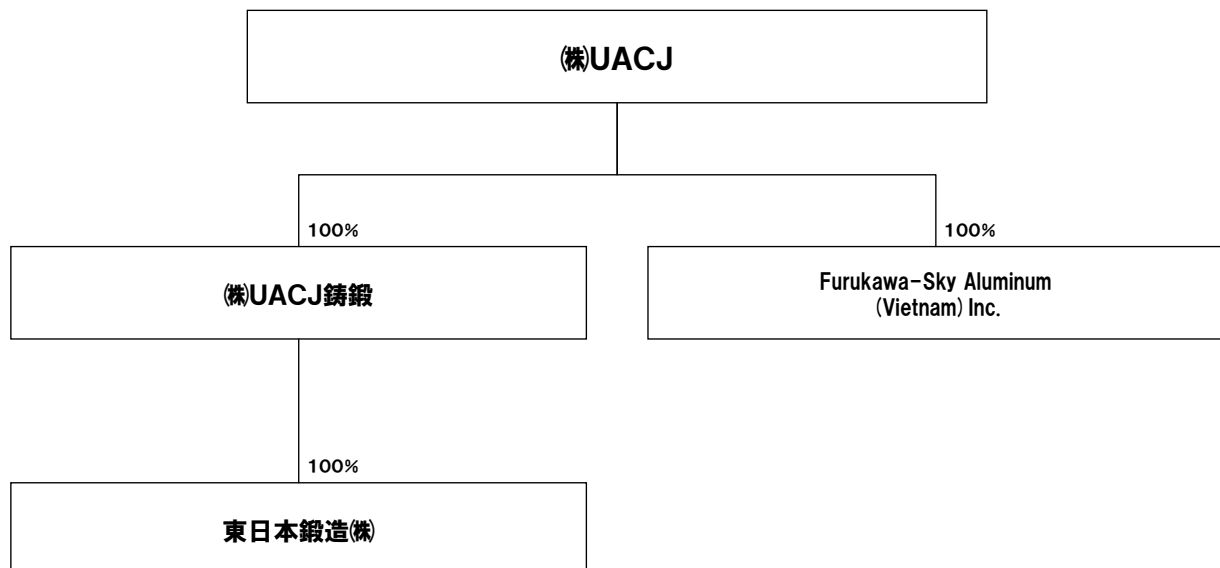 ㈱UACJ
100%
100%
㈱UACJ鋳鍛
Furukawa-Sky Aluminum
(Vietnam) Inc.
100%
東日本鍛造㈱